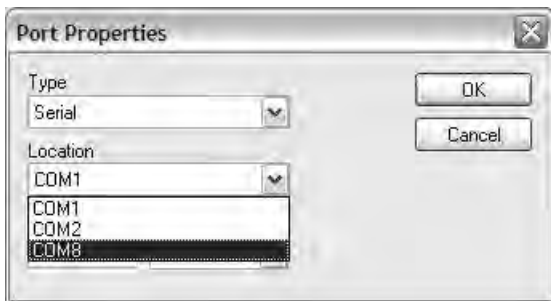 Port Properties
Type
OK
Serial
Cancel
Location
COM1
COM1
COM2
COM8